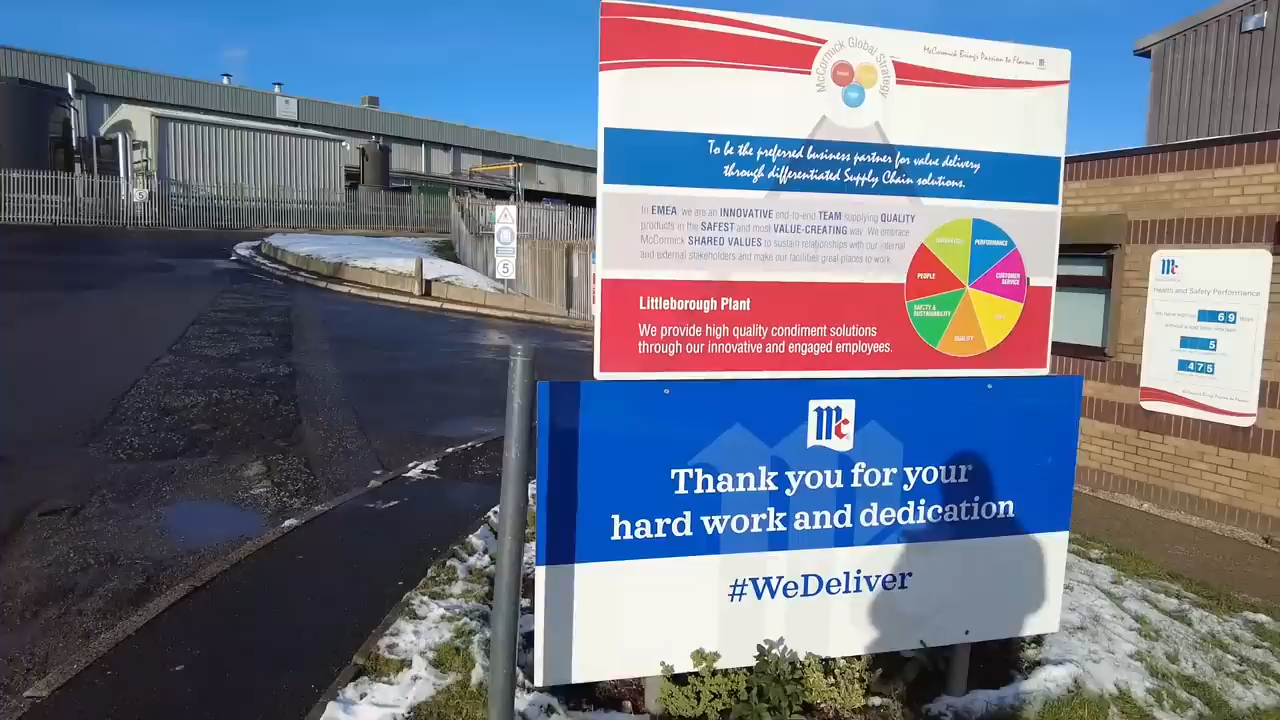 McCormick Global Strategy
McCormick Brings Passion to Flavour
To be the preferred business partner for value delivery
through differentiated Supply Chain solutions.
In EMEA, we are an INNOVATIVE end-to-end TEAM supplying QUALITY
products in the SAFEST and most VALUE-CREATING way. We embrace
McCormick SHARED VALUES to sustain relationships with our internal
and external stakeholders and make our facilities great places to work.
PERFORMANCE
CUSTOMER
SERVICE
QUALITY
SAFETY &
SUSTAINABILITY
PEOPLE
Littleborough Plant
We provide high quality condiment solutions
through our innovative and engaged employees.
Mc
Thank you for your
hard work and dedication
#WeDeliver
5
5
Mc
Health and Safety Performance
69 days
5
475